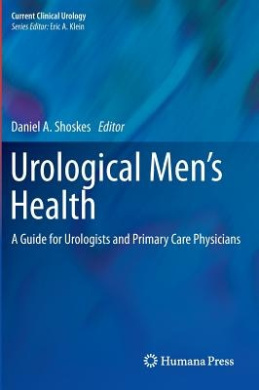 Current Clinical Urology
Series Editor: Eric A. Klein
Daniel A. Shoskes Editor
Urological Men's
Health
A Guide for Urologists and Primary Care Physicians
Humana Press